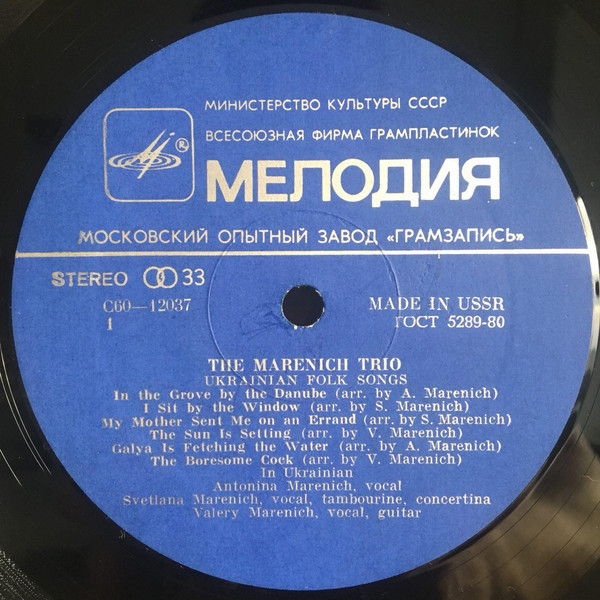 МИНИСТЕРСТВО КУЛЬТУРЫ СССР
ВСЕСОЮЗНАЯ ФИРМА ГРАМПЛАСТИНОК
®
МЕЛОДИЯ
МОСКОВСКИЙ ОПЫТНЫЙ ЗАВОД «ГРАМЗАПИСЬ»
STEREO 33
С60—12037
1
MADE IN USSR
ГОСТ 5289-80
THE MARENICH TRIO
UKRAINIAN FOLK SONGS
In the Grove by the Danube (arr. by A. Marenich)
I Sit by the Window (arr. by S. Marenich)
My Mother Sent Me on an Errand (arr. by S. Marenich)
The Sun Is Setting (arr. by V. Marenich)
Galya Is Fetching the Water (arr. by A. Marenich)
The Boresome Cock (arr. by V. Marenich)
In Ukrainian
Antonina Marenich, vocal
Svetlana Marenich, vocal, tambourine, concertina
Valery Marenich, vocal, guitar